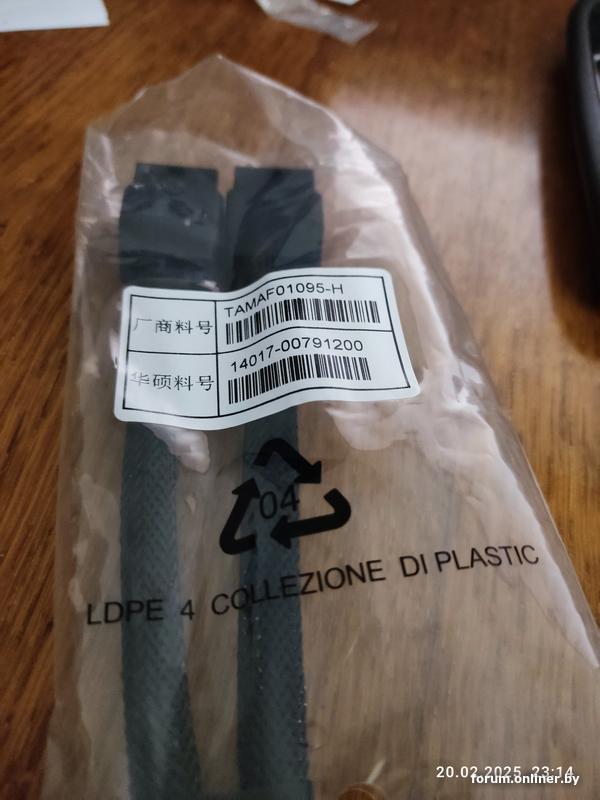 厂商料号
TAMAF01095-H
华硕料号
14017-00791200
04
LDPE 4 COLLEZIONE DI PLASTIC
20.02.2025 23:14
forum.onliner.by